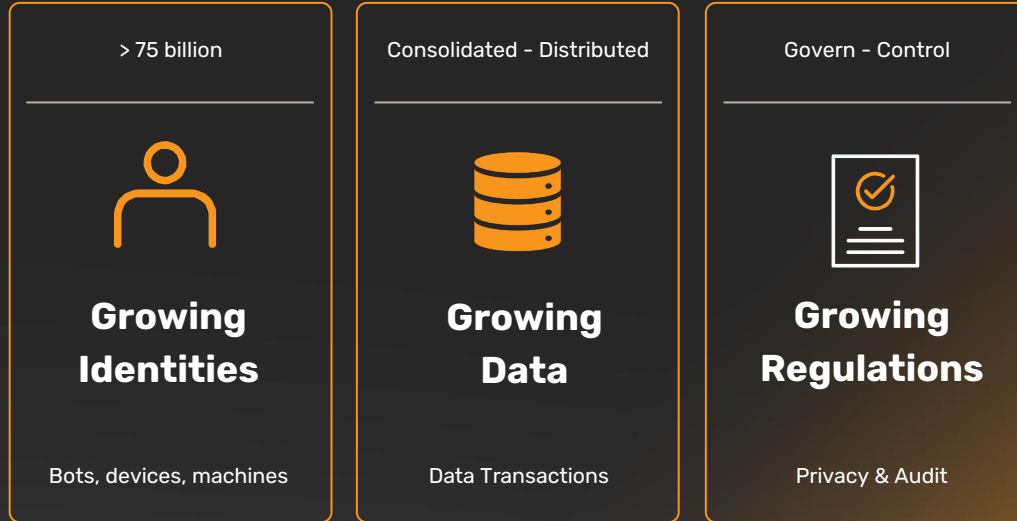 > 75 billion
Growing
Identities
Bots, devices, machines
Consolidated - Distributed
Growing
Data
Data Transactions
Govern - Control
Growing
Regulations
Privacy & Audit